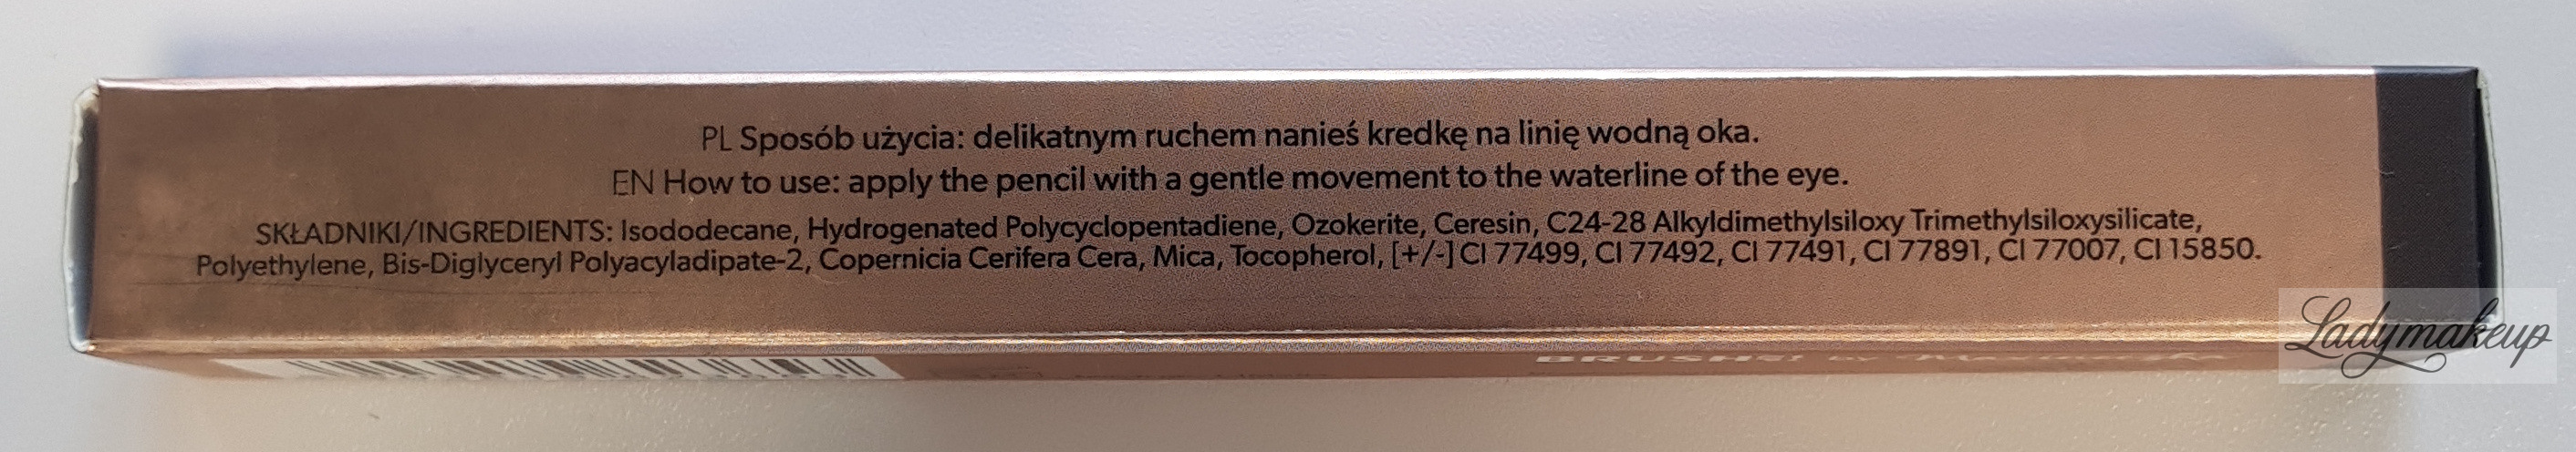 PL Sposób użycia: delikatnym ruchem nanieś kredkę na linię wodną oka.
EN How to use: apply the pencil with a gentle movement to the waterline of the eye.
SKŁADNIKI/INGREDIENTS: Isododecane, Hydrogenated Polycyclopentadiene, Ozokerite, Ceresin, C24-28 Alkyldimethylsiloxy Trimethylsiloxysilicate,
Polyethylene, Bis-Diglyceryl Polyacyladipate-2, Copernicia Cerifera Cera, Mica, Tocopherol, [+/-] CI 77499, CI 77492, CI 77491, CI 77891, CI 77007, CI 15850.
Ladymakeup